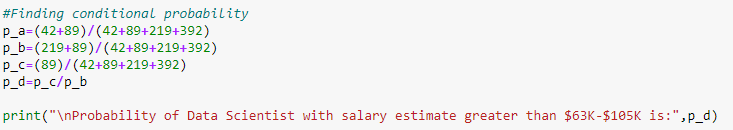 #Finding conditional probability
p_a=(42+89)/(42+89+219+392)
p_b=(219+89)/(42+89+219+392)
p_c=(89)/(42+89+219+392)
p_d=p_c/p_b
print("\nProbability of Data Scientist with salary estimate greater than $63K-$105K is:",p_d)